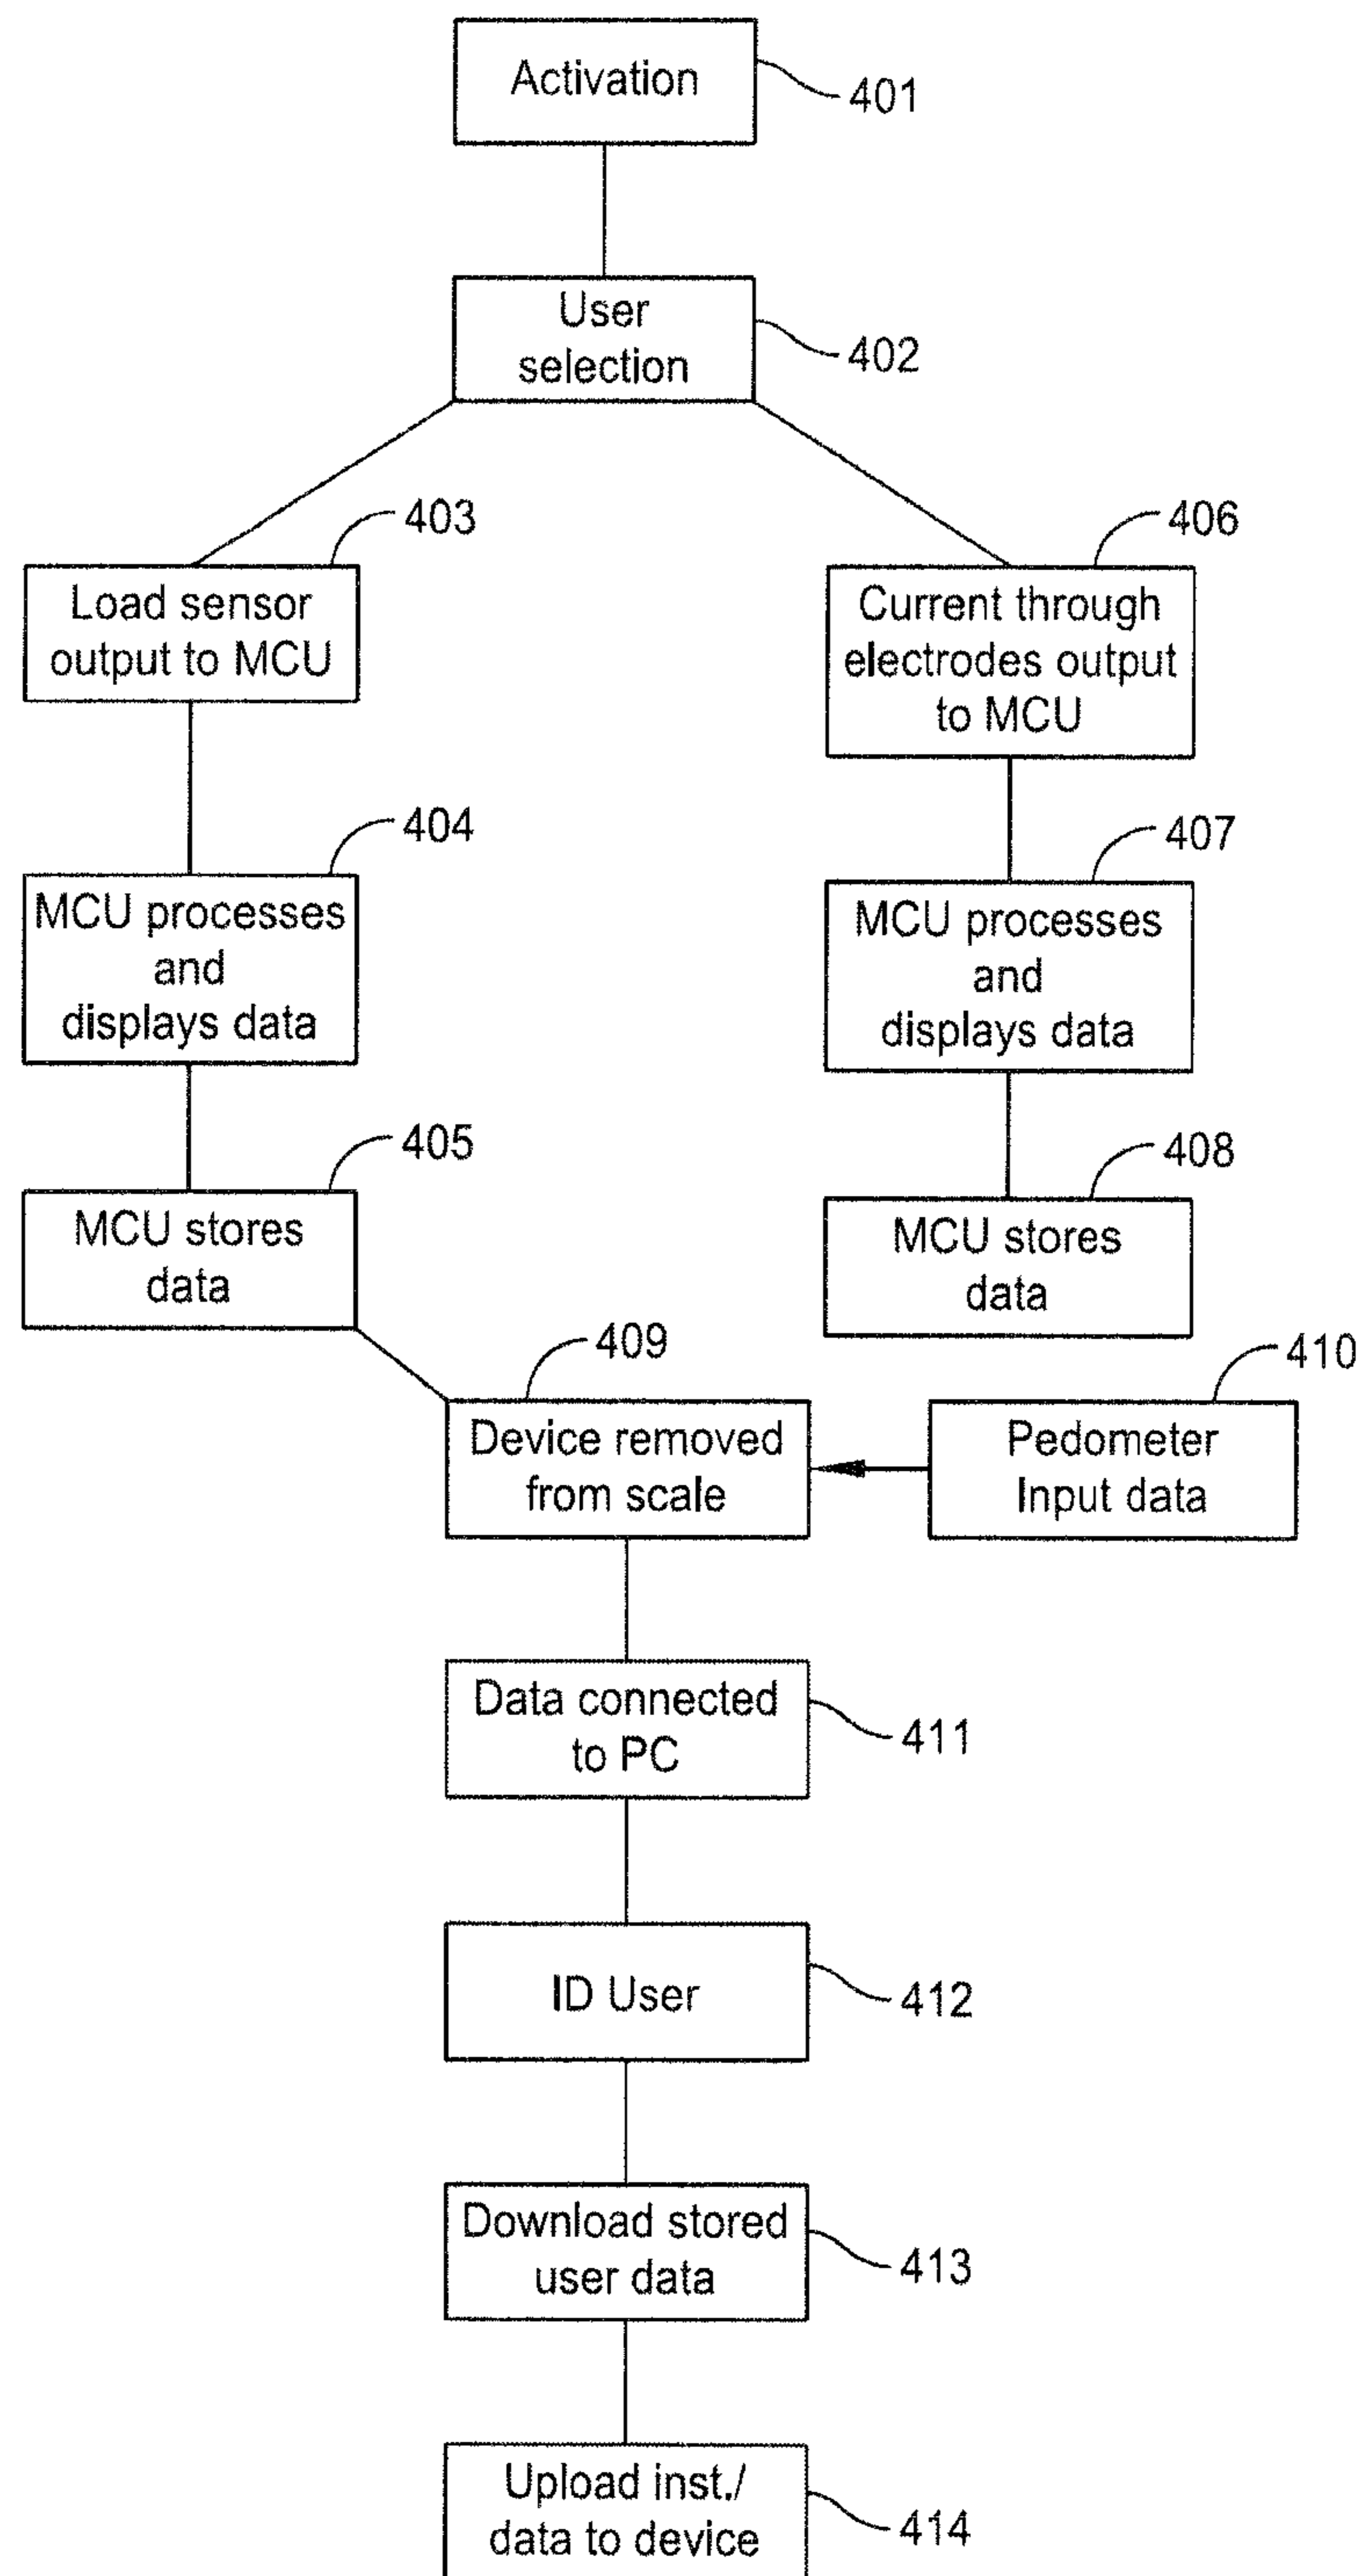 Activation
401
User
selection
402
403
Load sensor
output to MCU
406
Current through
electrodes output
to MCU
404
MCU processes
and
displays data
407
MCU processes
and
displays data
405
MCU stores
data
408
MCU stores
data
409
Device removed
from scale
410
Pedometer
Input data
Data connected
to PC
411
ID User
412
Download stored
user data
413
Upload inst./
data to device
414